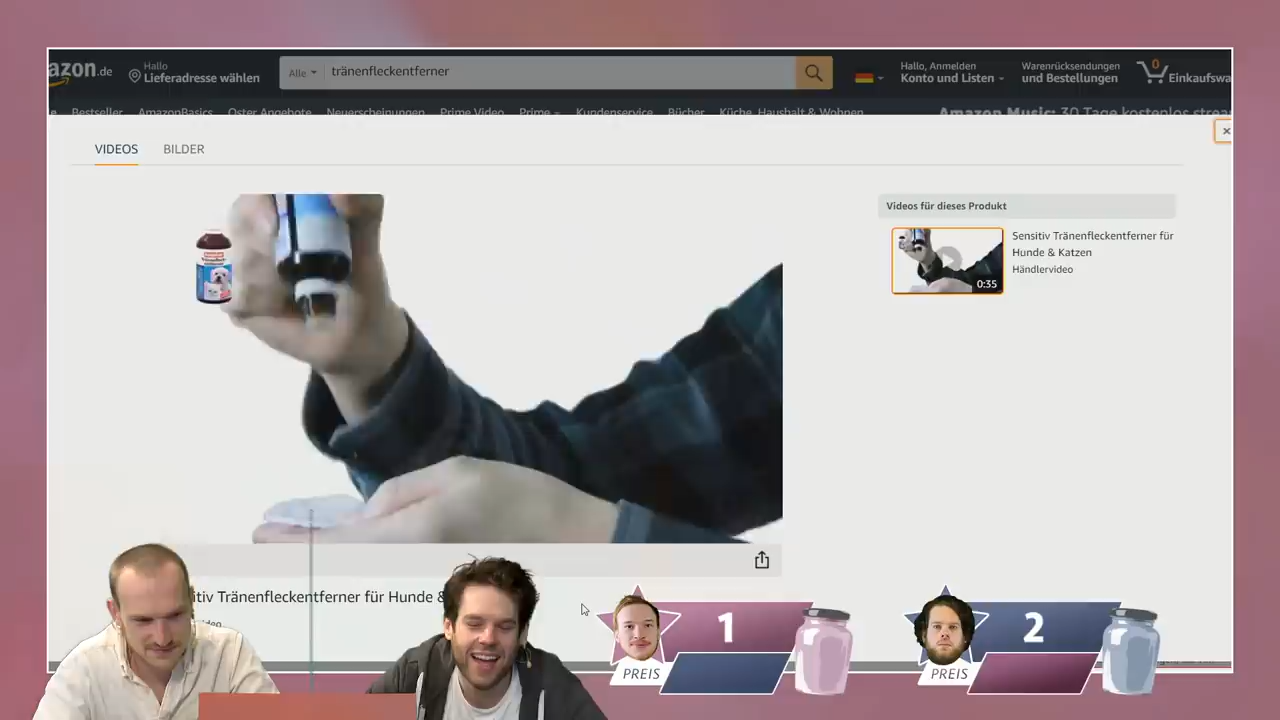 azon.de
Hallo
Lieferadresse wählen
Alle
tränenfleckentferner
Hallo, Anmelden
Konto und Listen
Warenrücksendungen
und Bestellungen
0
Einkaufswa
e Bestseller AmazonBasics Oster Angebote Neuerscheinungen Prime Video Prime Kundenservice Bücher Küche, Haushalt & Wohnen
Amazon Music: 30 Tage kostenlos strea
VIDEOS BILDER
Videos für dieses Produkt
Sensitiv Tränenfleckentferner für
Hunde & Katzen
Händlervideo
0:35
itiv Tränenfleckentferner für Hunde &
deo
1
PREIS
2
PREIS